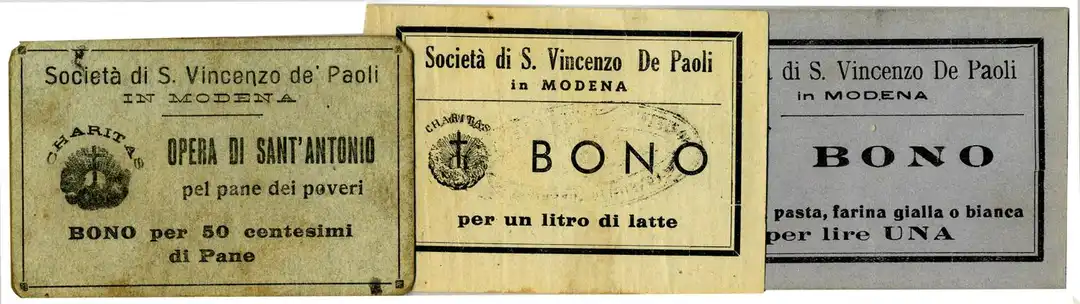 Società di S. Vincenzo de' Paoli
IN MODENA
CHARITAS
OPERA DI SANT'ANTONIO
pel pane dei poveri
BONO per 50 centesimi
di Pane
Società di S. Vincenzo De Paoli
in MODENA
CHARITAS
BONO
per un litro di latte
di S. Vincenzo De Paoli
in MODENA
BONO
pasta, farina gialla o bianca
per lire UNA